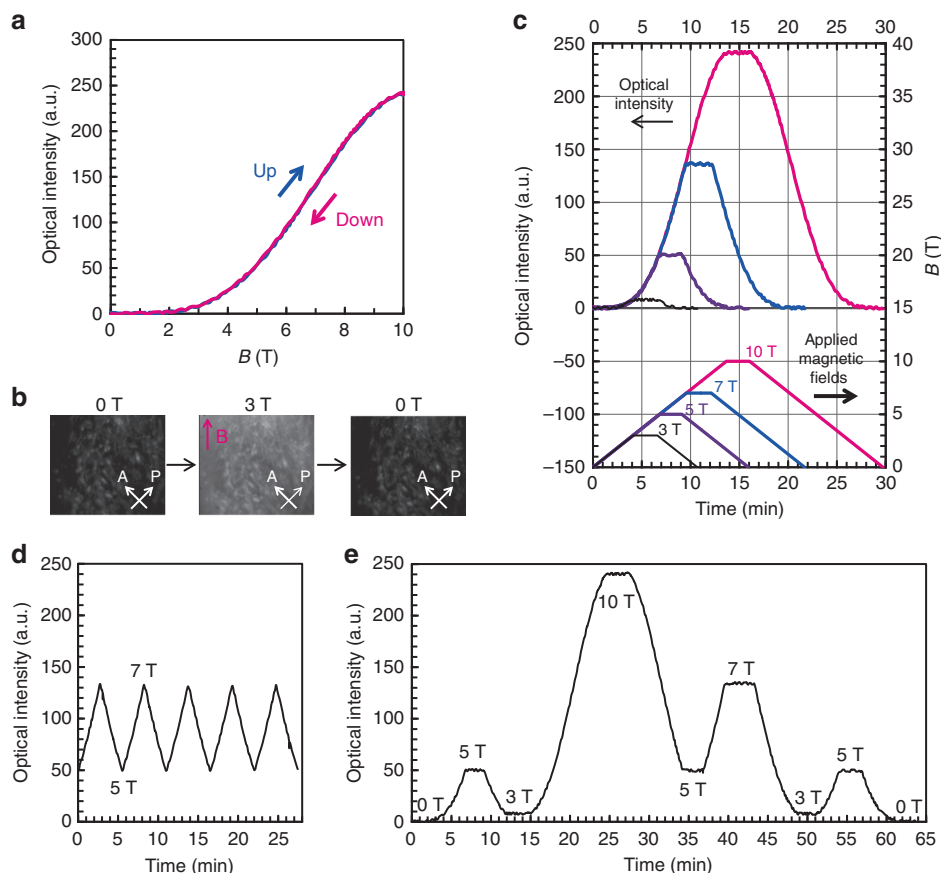 a
300
250
200
150
100
50
0
Optical intensity (a.u.)
Up
Down
0 2 4 6 8 10
B (T)
b
0 T
3 T
0 T
B
A P
A P
A P
c
0 5 10 15 20 25 30
250
200
150
100
50
0
−50
−100
−150
Optical intensity (a.u.)
40
30
20
10
0
B (T)
Optical
intensity
Applied
magnetic
fields
10 T
7 T
5 T
3 T
0 5 10 15 20 25 30
Time (min)
d
250
200
150
100
50
0
Optical intensity (a.u.)
7 T
5 T
0 5 10 15 20 25
Time (min)
e
250
200
150
100
50
0
Optical intensity (a.u.)
0 T
5 T
3 T
10 T
5 T
7 T
3 T
5 T
0 T
0 5 10 15 20 25 30 35 40 45 50 55 60 65
Time (min)